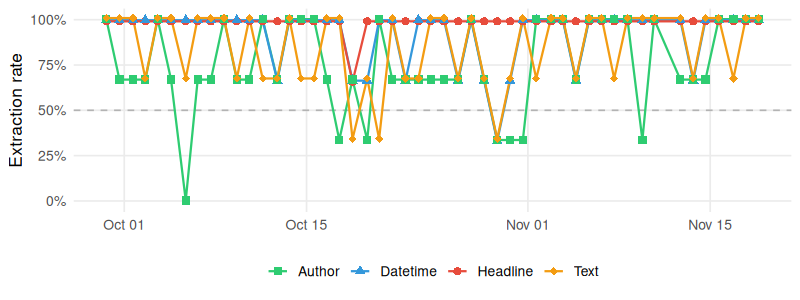 Extraction rate
100%
75%
50%
25%
0%
Oct 01 Oct 15 Nov 01 Nov 15
Author Datetime Headline Text